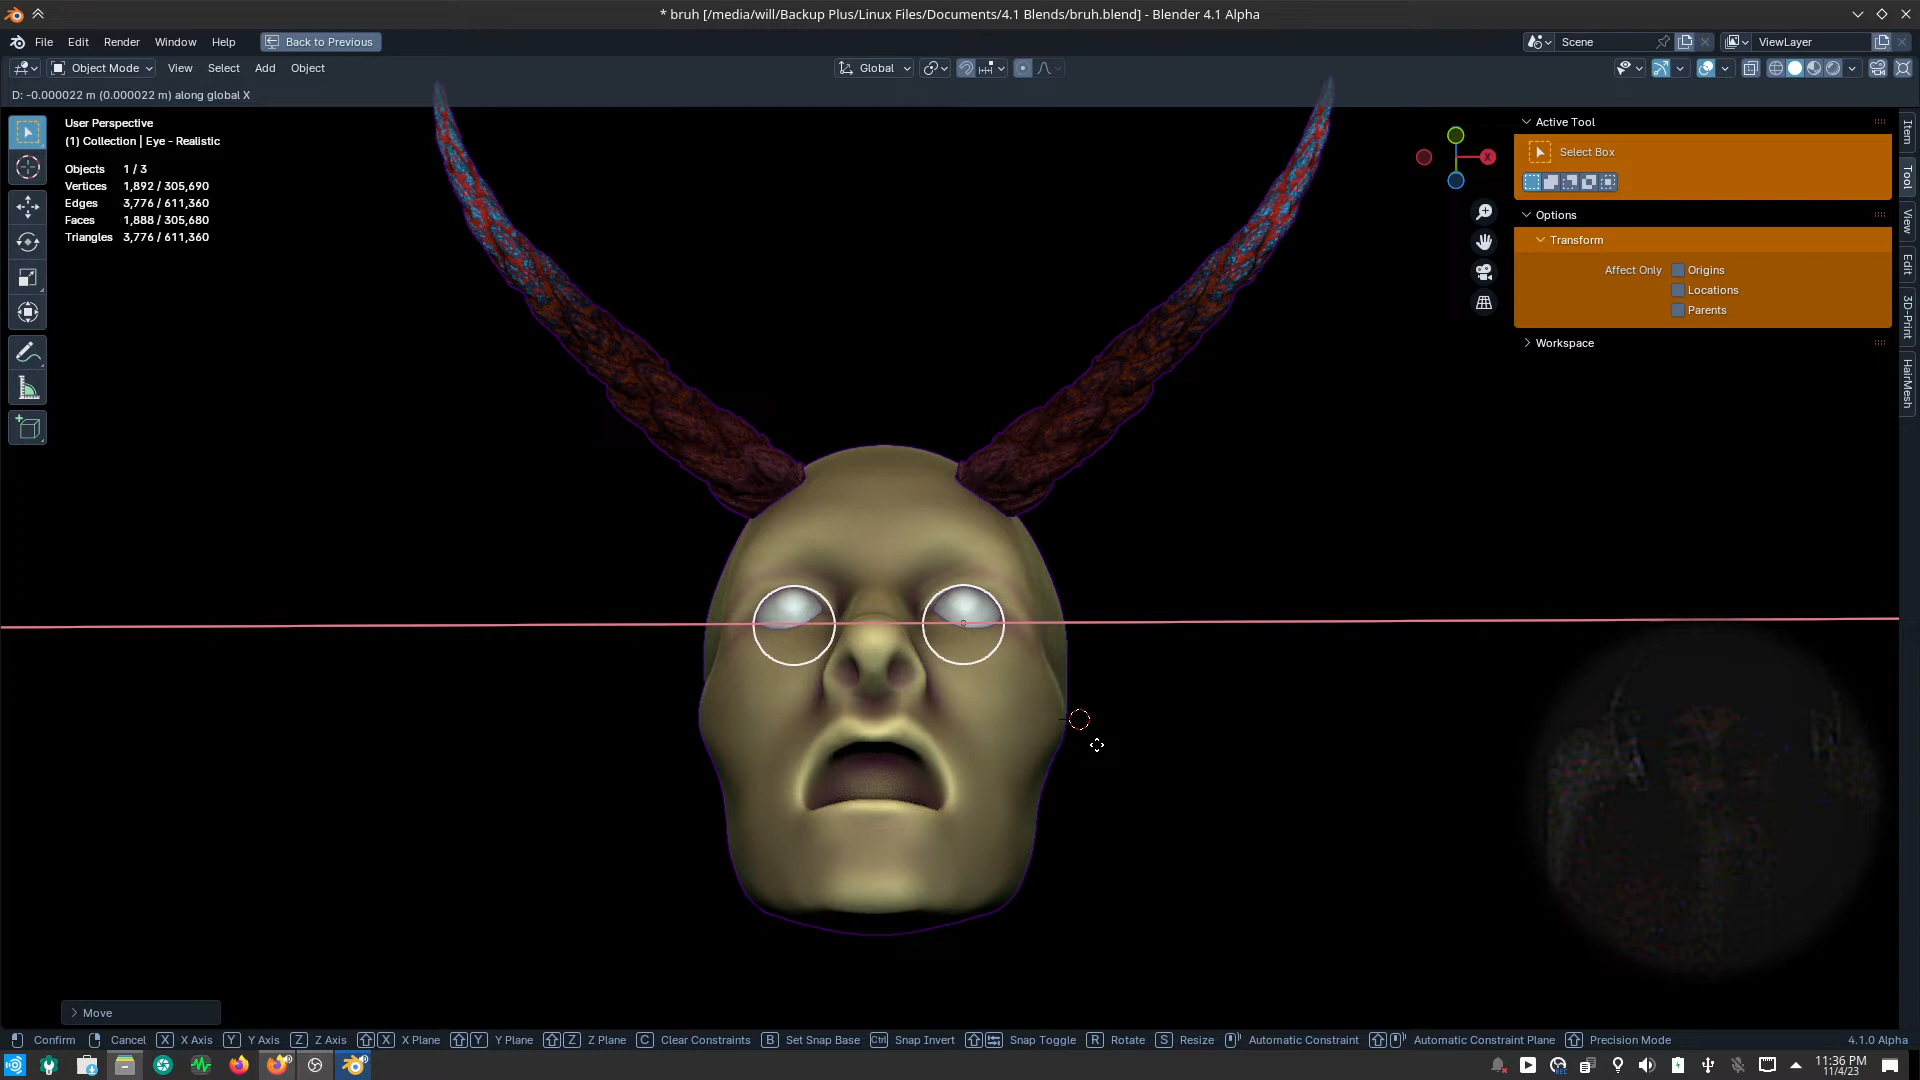 * bruh [/media/will/Backup Plus/Linux Files/Documents/4.1 Blends/bruh.blend] - Blender 4.1 Alpha
File Edit Render Window Help Back to Previous Scene ViewLayer
Object Mode View Select Add Object Global
D: -0.000022 m (0.000022 m) along global X
User Perspective
(1) Collection | Eye - Realistic
Objects 1 / 3
Vertices 1,892 / 305,690
Edges 3,776 / 611,360
Faces 1,888 / 305,680
Triangles 3,776 / 611,360
X
Active Tool
Select Box
Options
Transform
Affect Only Origins
Locations
Parents
Workspace
Item
Tool
View
Edit
3D-Print
HairMesh
Move
Confirm Cancel X X Axis Y Y Axis Z Z Axis X X Plane Y Y Plane Z Z Plane C Clear Constraints B Set Snap Base Ctrl Snap Invert Snap Toggle R Rotate S Resize Automatic Constraint Automatic Constraint Plane Precision Mode 4.1.0 Alpha
11:36 PM
11/4/23